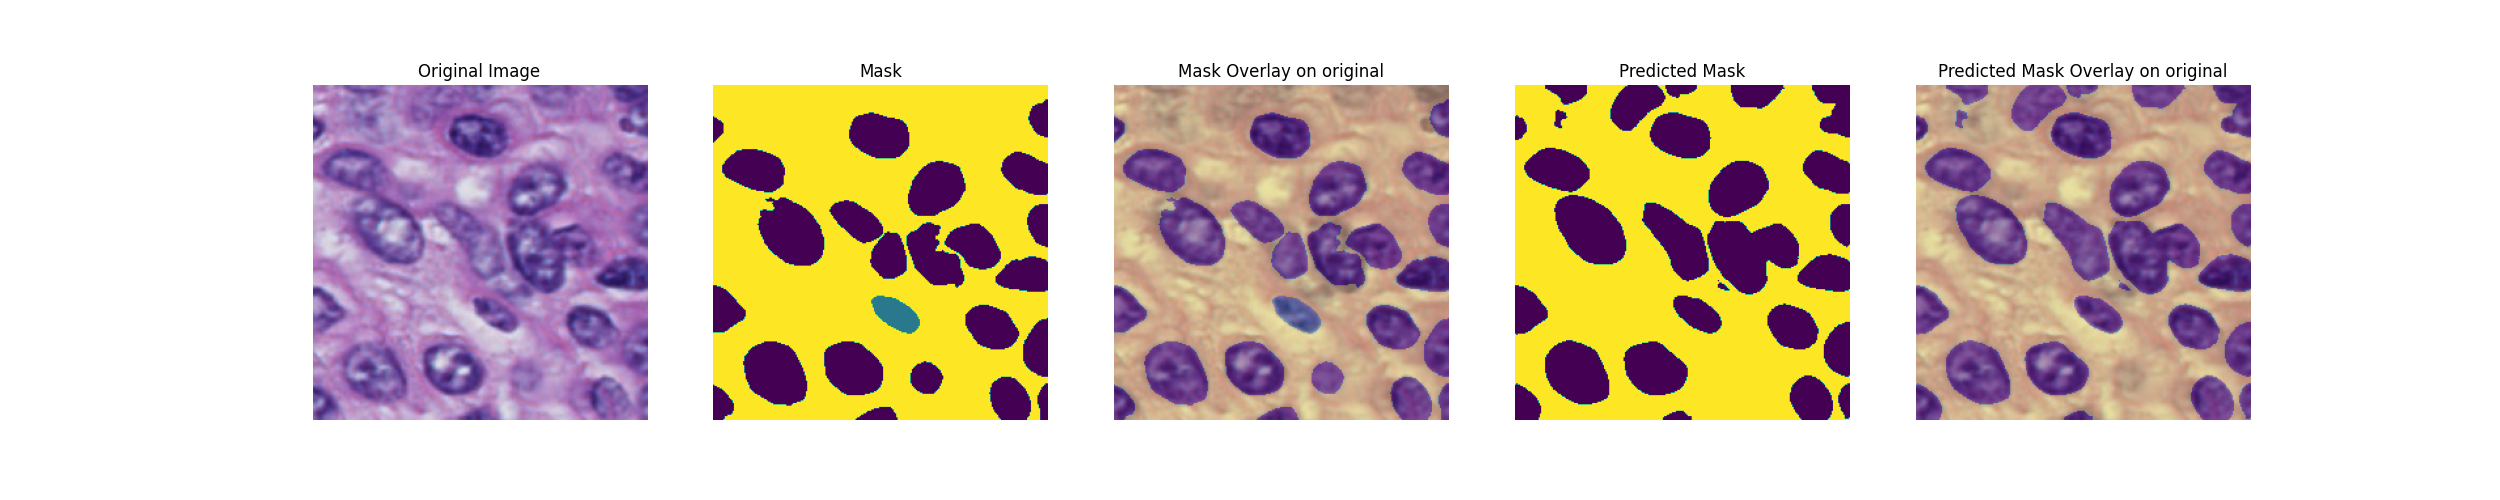 Original Image
Mask
Mask Overlay on original
Predicted Mask
Predicted Mask Overlay on original